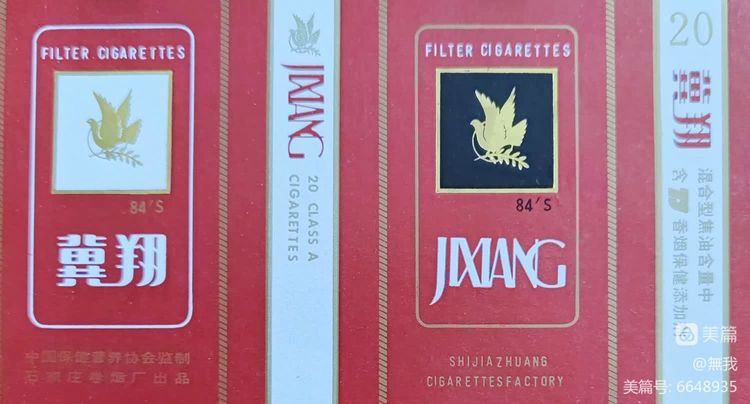 FILTER CIGARETTES
84'S
冀翔
中国保健营养协会监制
石家庄卷烟厂出品
JIXIANG
20 CLASS A
CIGARETTES
FILTER CIGARETTES
84'S
JIXIANG
SHIJIAZHUANG
CIGARETTESFACTORY
20
冀翔
混合型焦油含量中
香烟保健添加
美篇
@無我
美篇号: 6648935